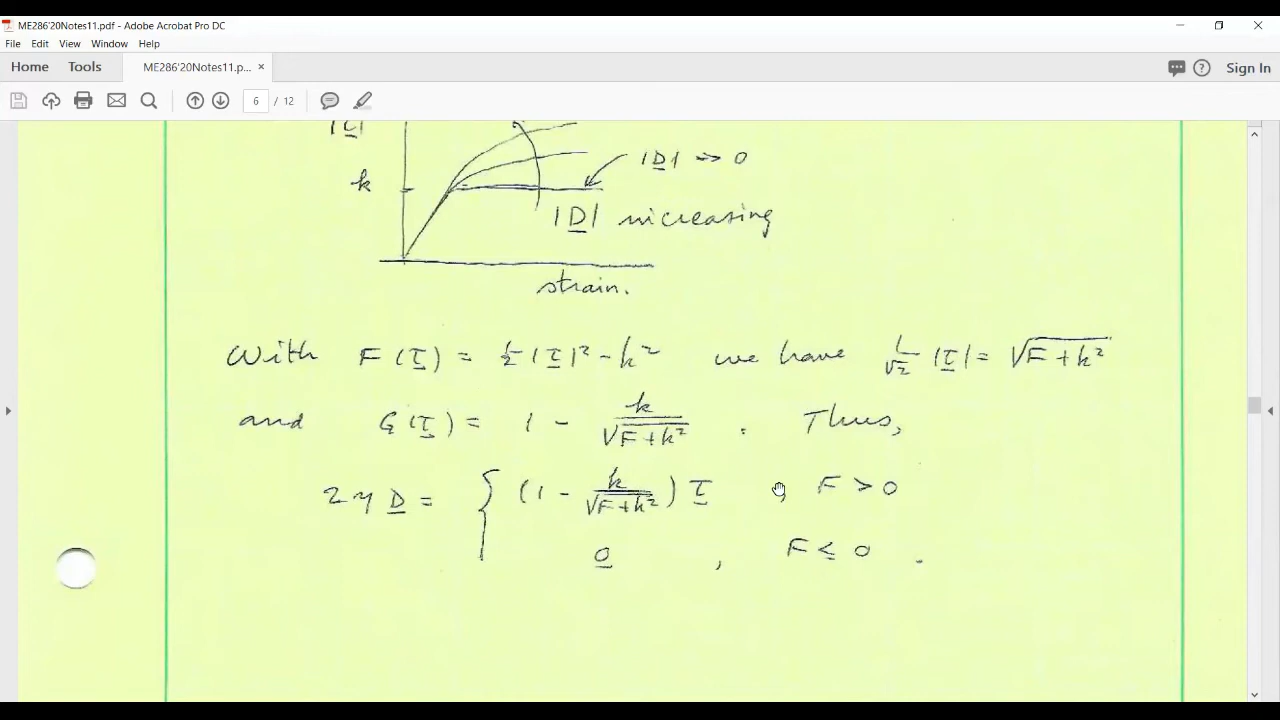 ME286'20Notes11.pdf - Adobe Acrobat Pro DC
File Edit View Window Help
Home Tools ME286'20Notes11.p... × Sign In
6 / 12
|τ|
k
|D| → 0
|D| increasing
strain.
With F(τ) = ½|τ|² - k² we have 1/√2 |τ| = √F + k²
and G(τ) = 1 - k/√F + k² . Thus,
2η D = { (1 - k/√F + k²) τ , F > 0
0 , F ≤ 0 .